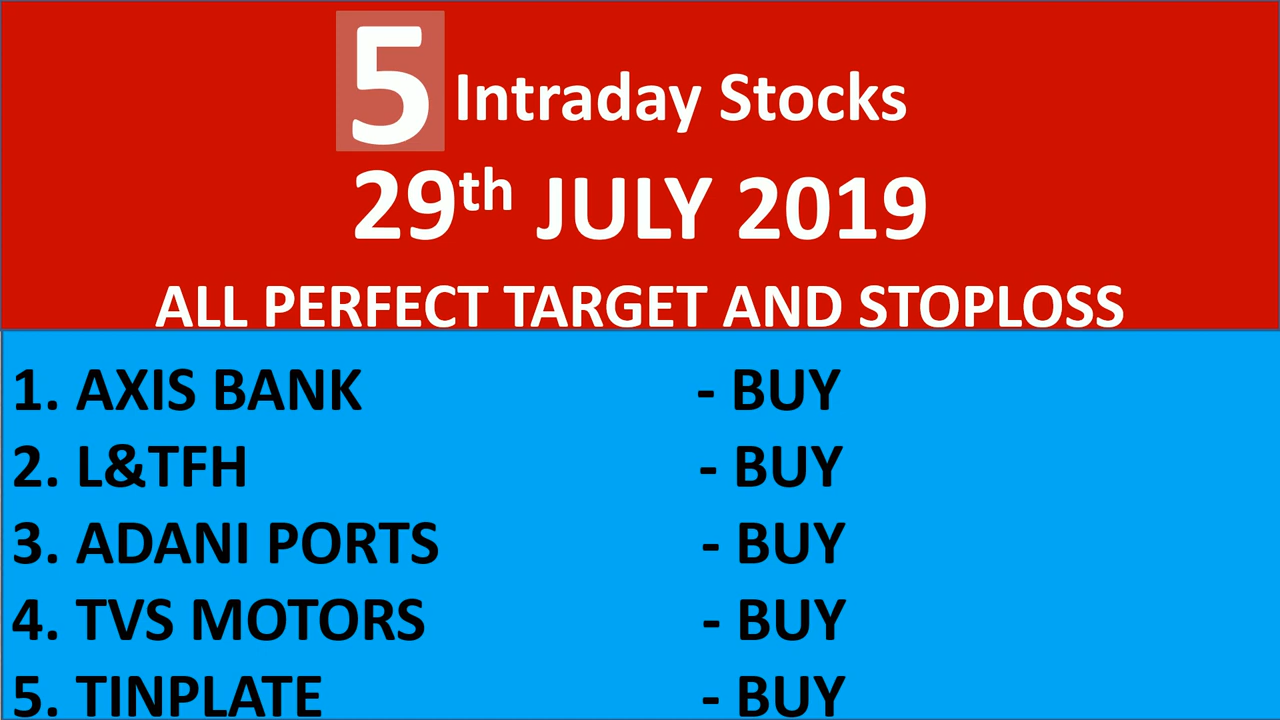 5 Intraday Stocks
29th JULY 2019
ALL PERFECT TARGET AND STOPLOSS
1. AXIS BANK - BUY
2. L&TFH - BUY
3. ADANI PORTS - BUY
4. TVS MOTORS - BUY
5. TINPLATE - BUY